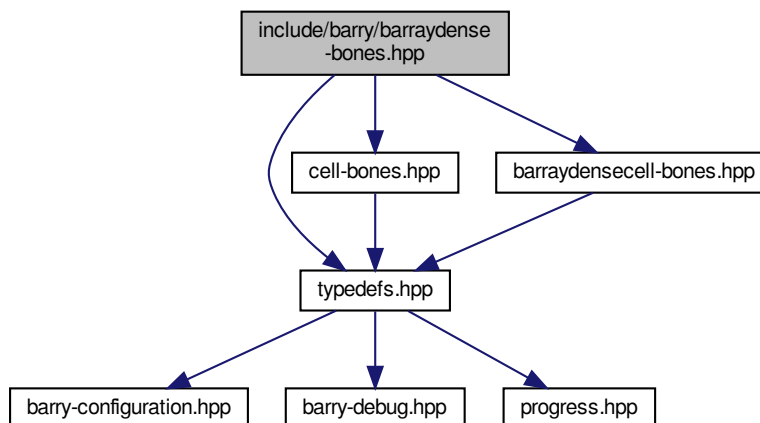 include/barry/barraydense
-bones.hpp
cell-bones.hpp
barraydensecell-bones.hpp
typedefs.hpp
barry-configuration.hpp
barry-debug.hpp
progress.hpp